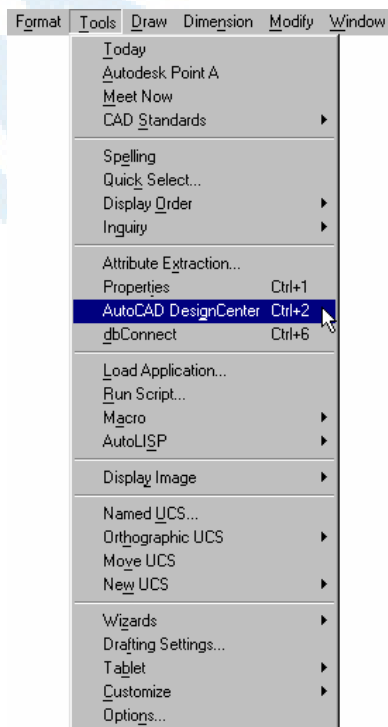 Format Tools Draw Dimension Modify Window
Today
Autodesk Point A
Meet Now
CAD Standards
Spelling
Quick Select...
Display Order
Inquiry
Attribute Extraction...
Properties Ctrl+1
AutoCAD DesignCenter Ctrl+2
dbConnect Ctrl+6
Load Application...
Run Script...
Macro
AutoLISP
Display Image
Named UCS...
Orthographic UCS
Move UCS
New UCS
Wizards
Drafting Settings...
Tablet
Customize
Options...